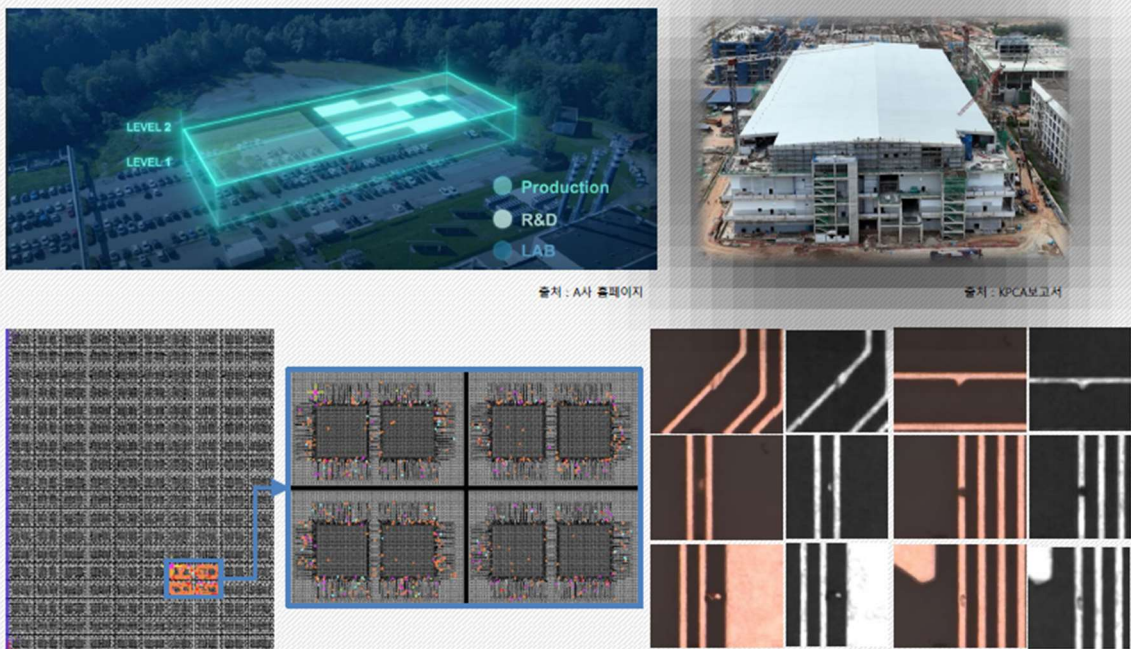 LEVEL 2
LEVEL 1
Production
R&D
LAB
출처 : A사 홈페이지
출처 : KPCA보고서